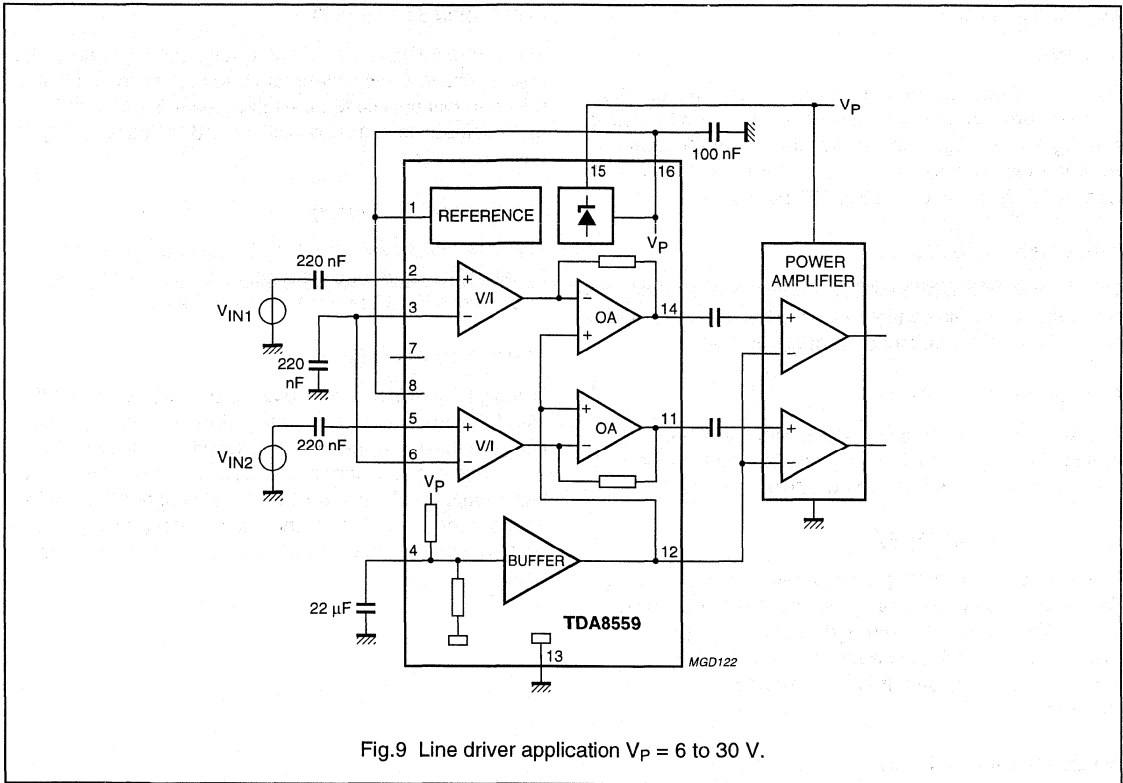 V_P
100 nF
15
16
1
REFERENCE
V_P
POWER
AMPLIFIER
220 nF
2
+
V/I
−
OA
+
14
+
−
V_IN1
3
−
220
nF
7
8
5
+
V/I
+
OA
−
11
+
−
220 nF
V_IN2
6
−
V_P
4
BUFFER
12
22 μF
TDA8559
13
MGD122
Fig.9 Line driver application V_P = 6 to 30 V.